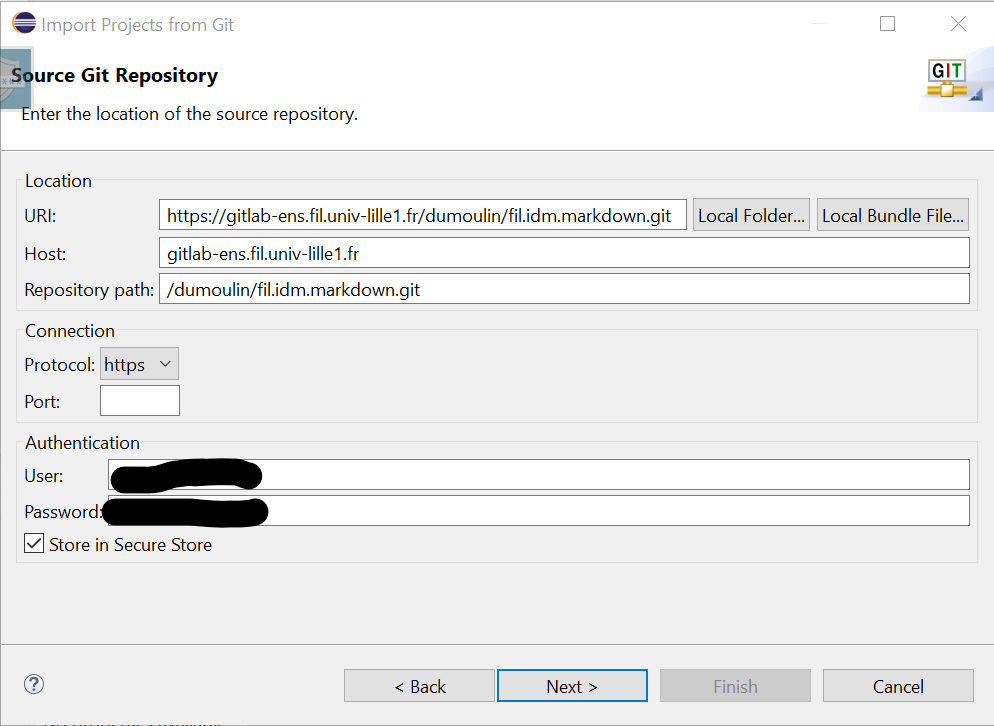 Import Projects from Git
Source Git Repository
GIT
Enter the location of the source repository.
Location
URI: https://gitlab-ens.fil.univ-lille1.fr/dumoulin/fil.idm.markdown.git Local Folder... Local Bundle File...
Host: gitlab-ens.fil.univ-lille1.fr
Repository path: /dumoulin/fil.idm.markdown.git
Connection
Protocol: https
Port:
Authentication
User:
Password:
Store in Secure Store
? < Back Next > Finish Cancel